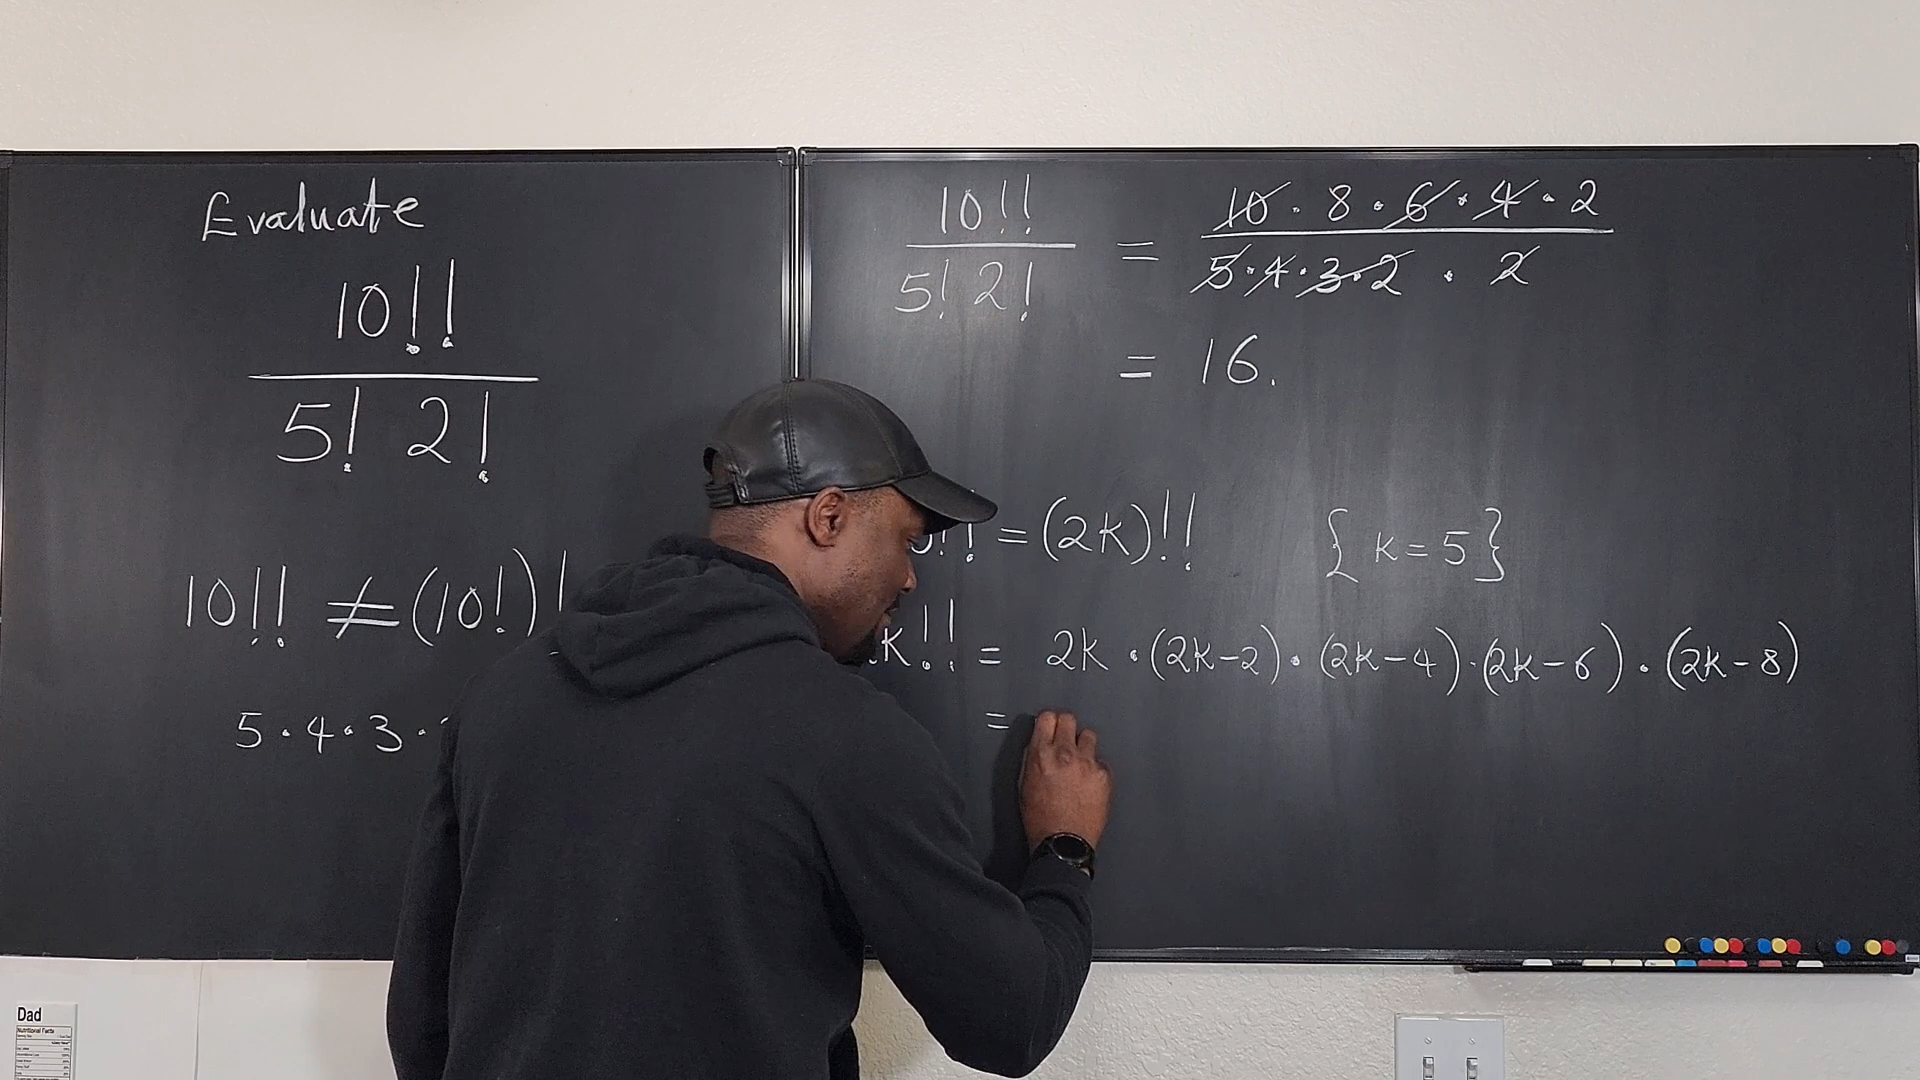 Evaluate
10!!
5! 2!
10!! ≠ (10!)!
5 · 4 · 3 ·
10!! / 5! 2! = 10 · 8 · 6 · 4 · 2 / 5 · 4 · 3 · 2 · 2
= 16.
!! = (2k)!! {k = 5}
k!! = 2k · (2k-2) · (2k-4) · (2k-6) · (2k-8)
=
Dad
Nutritional Facts